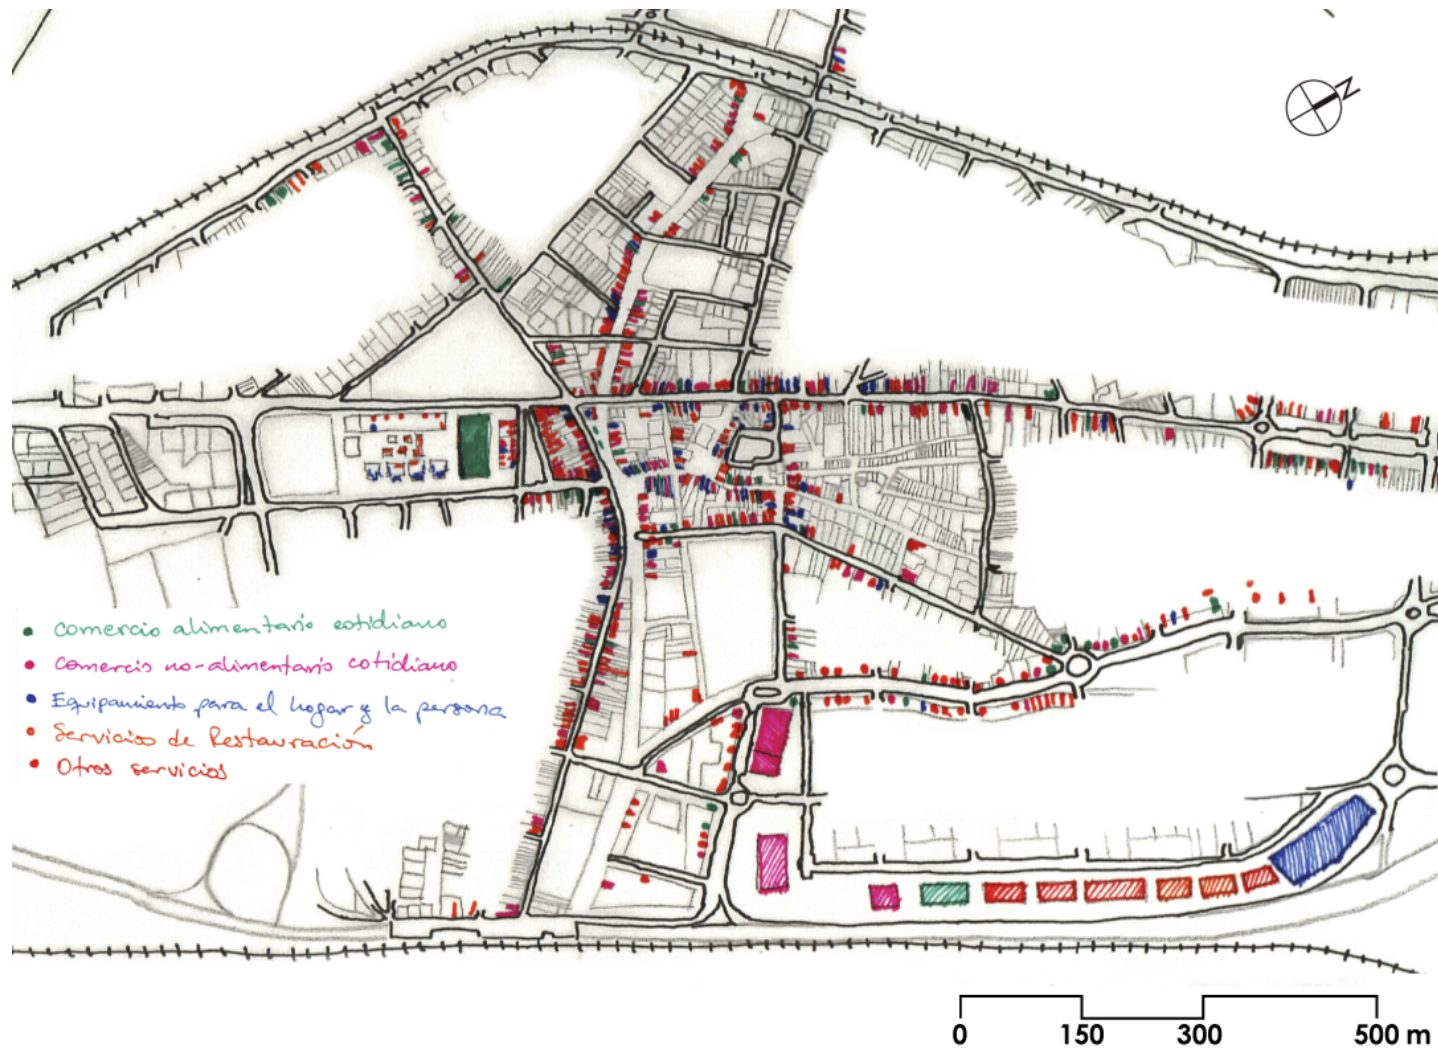 N
comercio alimentario cotidiano
comercio no-alimentario cotidiano
Equipamiento para el hogar y la persona
Servicios de Restauración
Otros servicios
0 150 300 500 m